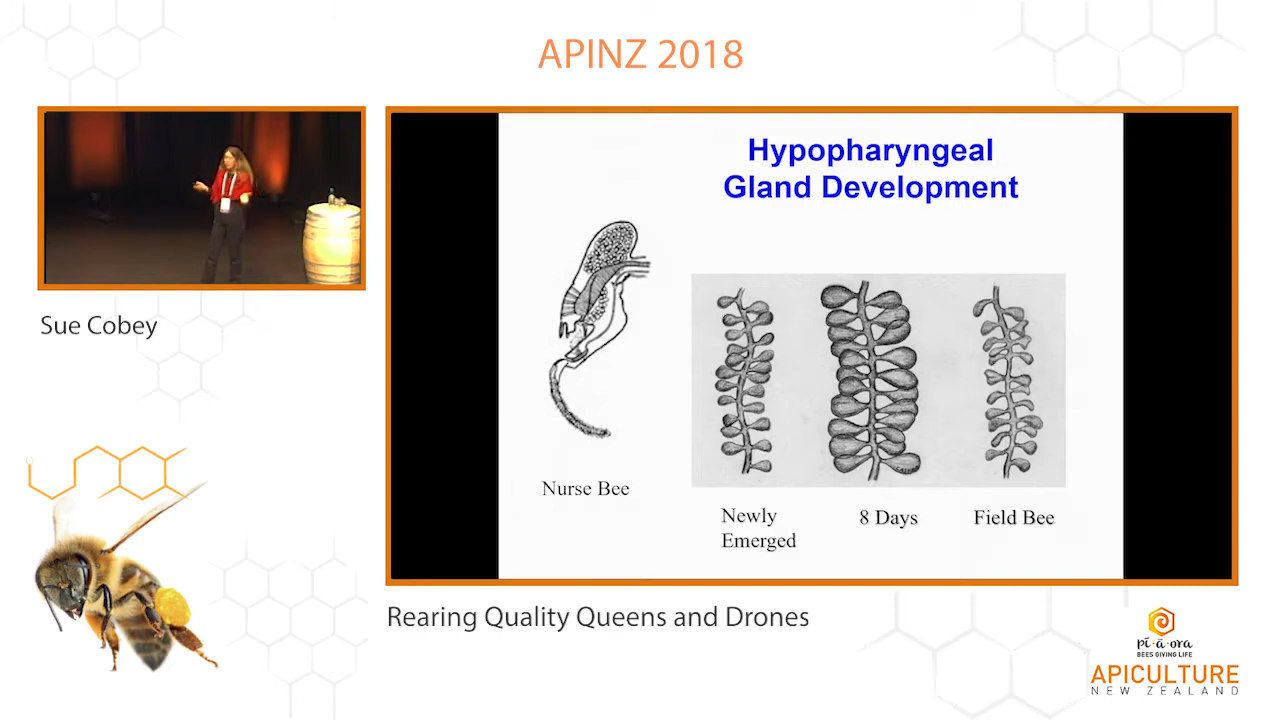 APINZ 2018
Sue Cobey
Hypopharyngeal
Gland Development
Nurse Bee
Newly
Emerged
8 Days
Field Bee
Rearing Quality Queens and Drones
pī-ā-ora
BEES GIVING LIFE
APICULTURE
NEW ZEALAND